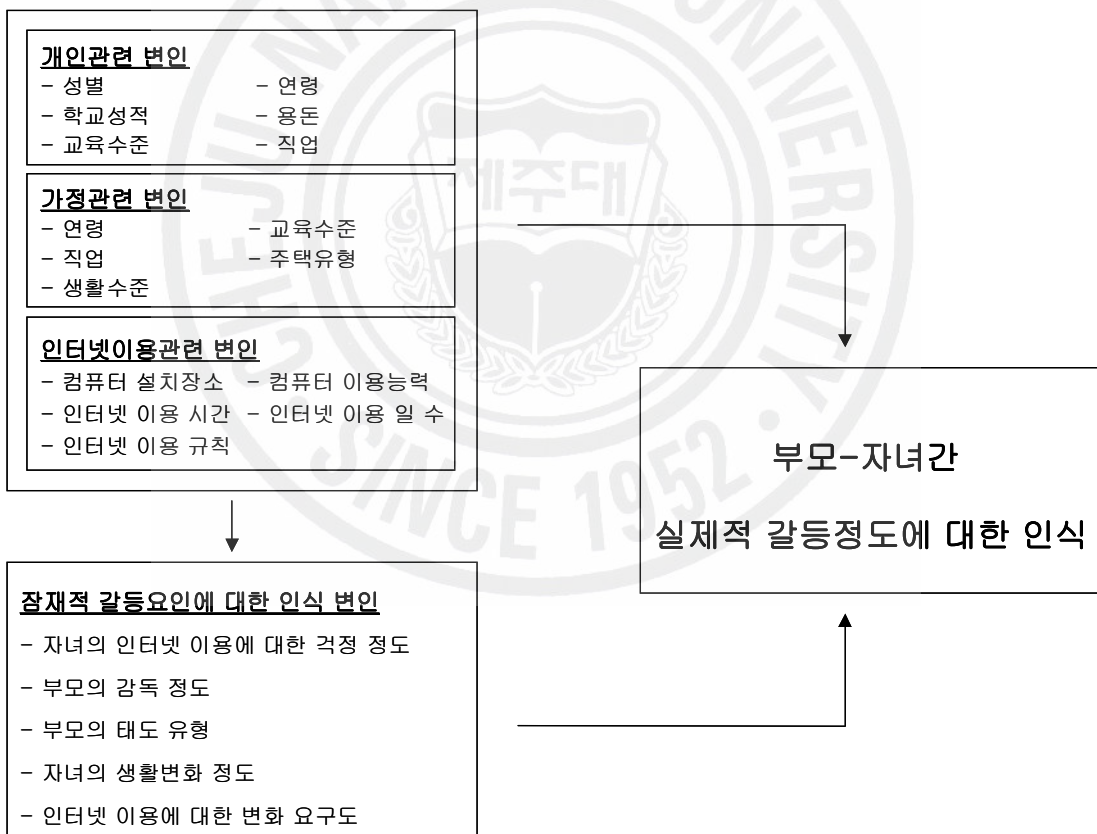 개인관련 변인
- 성별 - 연령
- 학교성적 - 용돈
- 교육수준 - 직업
가정관련 변인
- 연령 - 교육수준
- 직업 - 주택유형
- 생활수준
인터넷이용관련 변인
- 컴퓨터 설치장소 - 컴퓨터 이용능력
- 인터넷 이용 시간 - 인터넷 이용 일 수
- 인터넷 이용 규칙
부모-자녀간
실제적 갈등정도에 대한 인식
잠재적 갈등요인에 대한 인식 변인
- 자녀의 인터넷 이용에 대한 걱정 정도
- 부모의 감독 정도
- 부모의 태도 유형
- 자녀의 생활변화 정도
- 인터넷 이용에 대한 변화 요구도
제주대
SINCE 1952